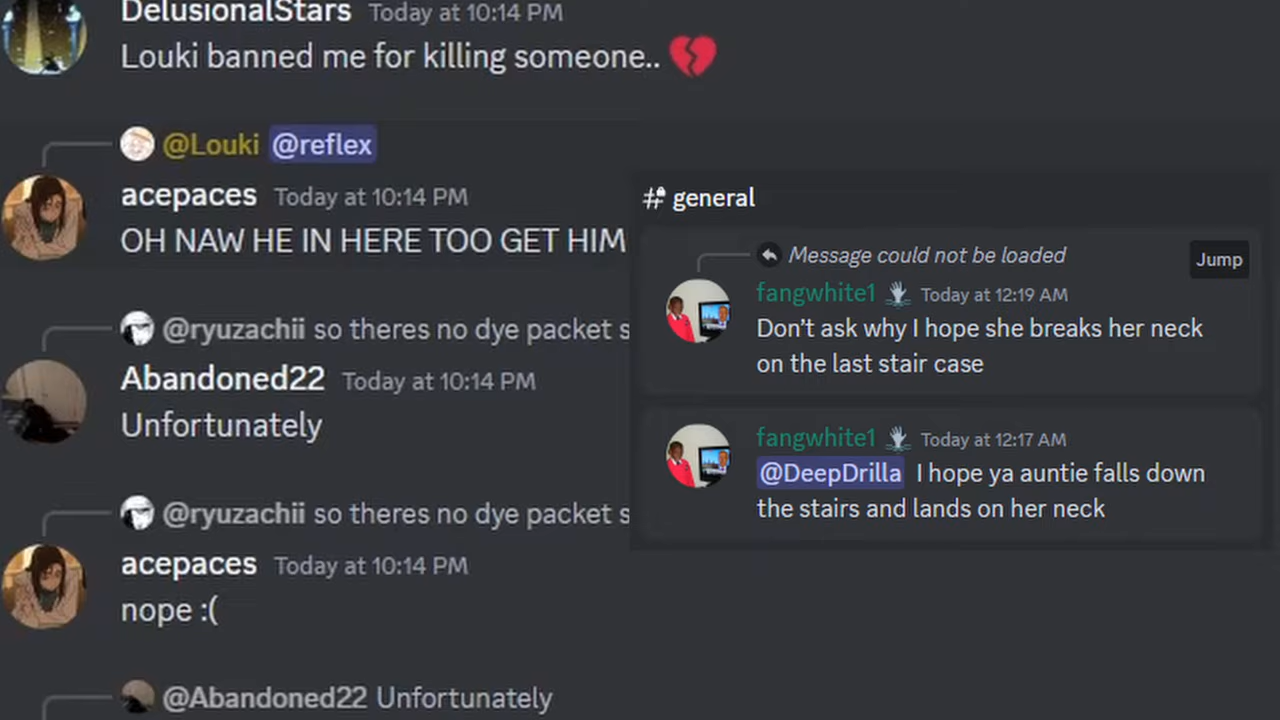 DelusionalStars Today at 10:14 PM
Louki banned me for killing someone.. 💔
@Louki @reflex
acepaces Today at 10:14 PM
OH NAW HE IN HERE TOO GET HIM
@ryuzachii so theres no dye packet s
Abandoned22 Today at 10:14 PM
Unfortunately
@ryuzachii so theres no dye packet s
acepaces Today at 10:14 PM
nope :(
@Abandoned22 Unfortunately
# general
Message could not be loaded
Jump
fangwhite1 Today at 12:19 AM
Don’t ask why I hope she breaks her neck
on the last stair case
fangwhite1 Today at 12:17 AM
@DeepDrilla I hope ya auntie falls down
the stairs and lands on her neck